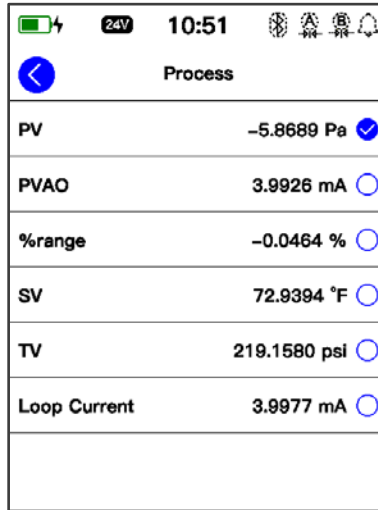 24V 10:51 A B
Process
PV -5.8689 Pa
PVAO 3.9926 mA
%range -0.0464 %
SV 72.9394 °F
TV 219.1580 psi
Loop Current 3.9977 mA